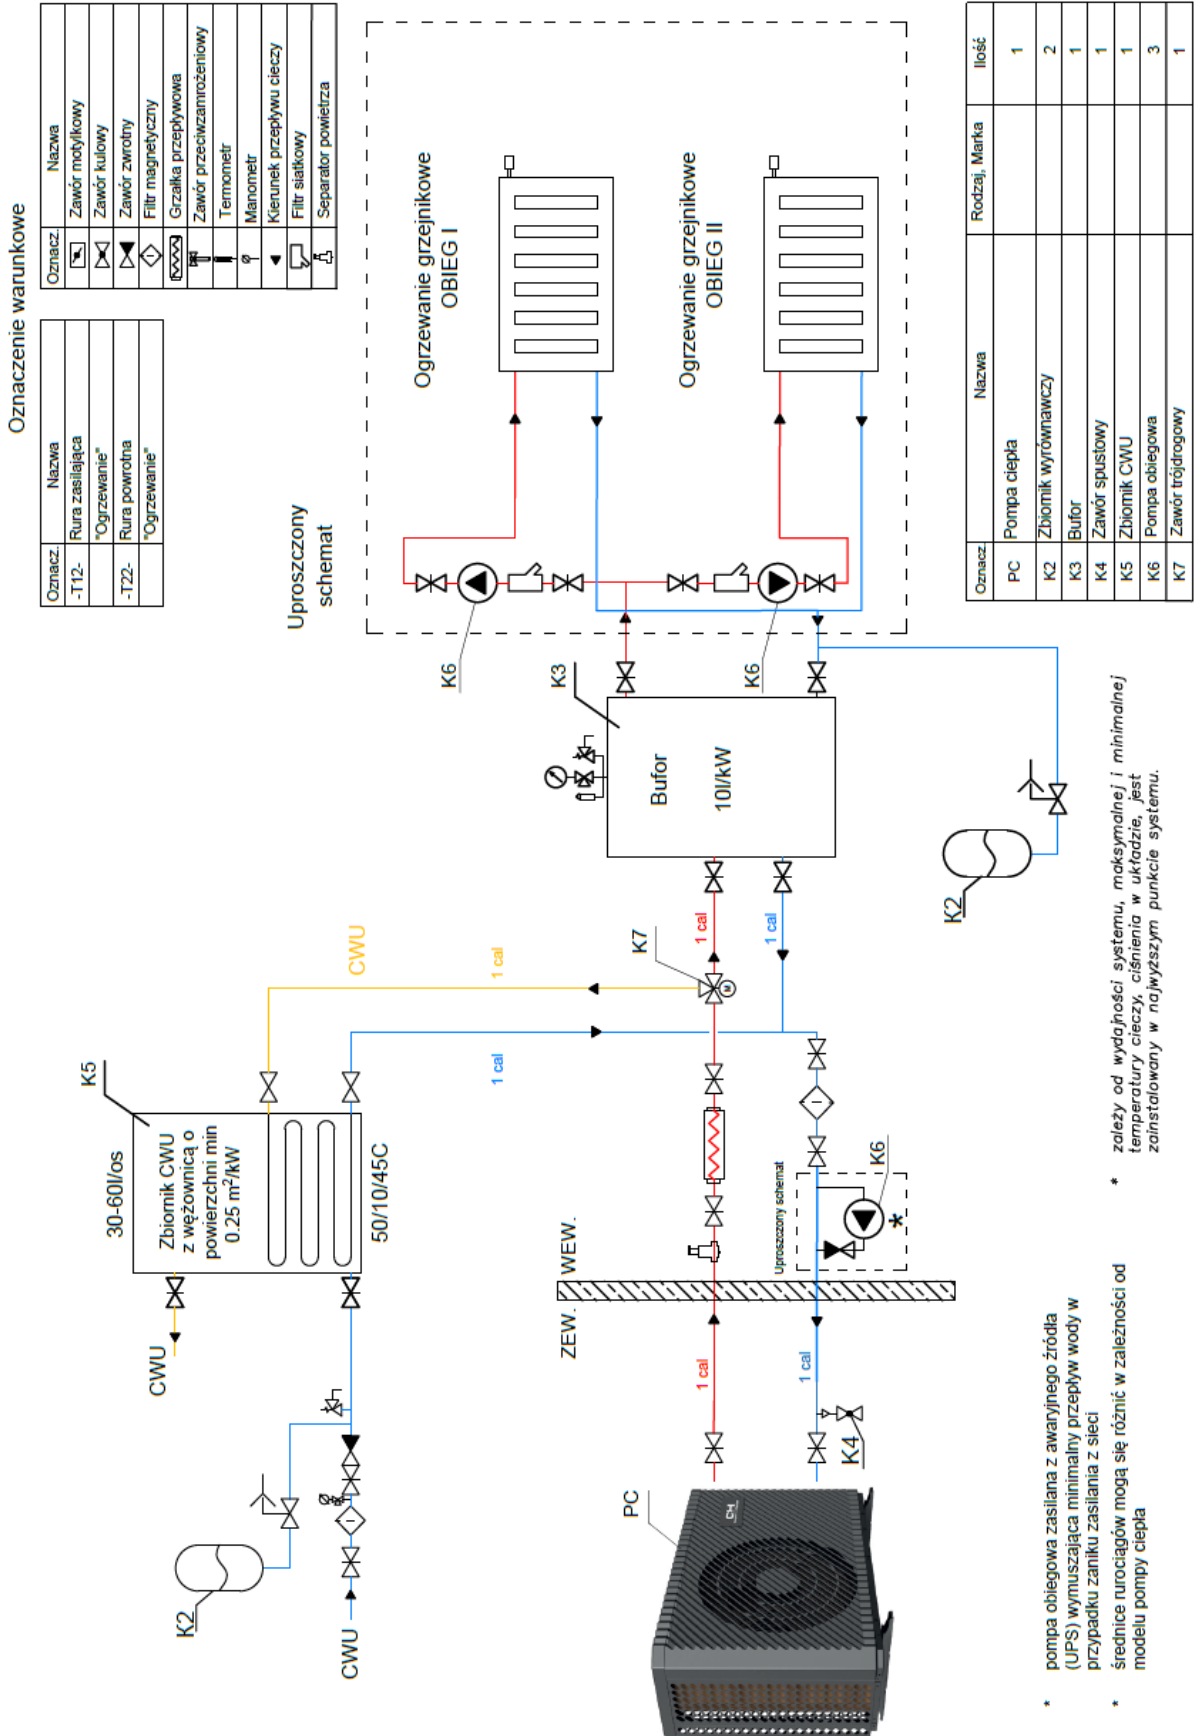 Oznaczenie warunkowe
Oznacz. Nazwa
-T12- Rura zasilająca
"Ogrzewanie"
-T22- Rura powrotna
"Ogrzewanie"
Oznacz. Nazwa
Zawór motylkowy
Zawór kulowy
Zawór zwrotny
Filtr magnetyczny
Grzałka przepływowa
Zawór przeciwzamrożeniowy
Termometr
Manometr
Kierunek przepływu cieczy
Filtr siatkowy
Separator powietrza
K5
30-60l/os
Zbiornik CWU
z wężownicą o
powierzchni min
0.25 m²/kW
50/10/45C
CWU
CWU
K2
CWU
1 cal
1 cal
Uproszczony
schemat
Ogrzewanie grzejnikowe
OBIEG I
Ogrzewanie grzejnikowe
OBIEG II
K6
K6
K3
Bufor
10l/kW
K7
M
1 cal
1 cal
ZEW. WEW.
1 cal
1 cal
Uproszczony schemat
K6
*
K4
PC
CH
K2
* zależy od wydajności systemu, maksymalnej i minimalnej
temperatury cieczy, ciśnienia w układzie, jest
zainstalowany w najwyższym punkcie systemu.
* pompa obiegowa zasilana z awaryjnego źródła
(UPS) wymuszająca minimalny przepływ wody w
przypadku zaniku zasilania z sieci
* średnice rurociągów mogą się różnić w zależności od
modelu pompy ciepła
Oznacz. Nazwa Rodzaj, Marka Ilość
PC Pompa ciepła 1
K2 Zbiornik wyrównawczy 2
K3 Bufor 1
K4 Zawór spustowy 1
K5 Zbiornik CWU 1
K6 Pompa obiegowa 3
K7 Zawór trójdrogowy 1